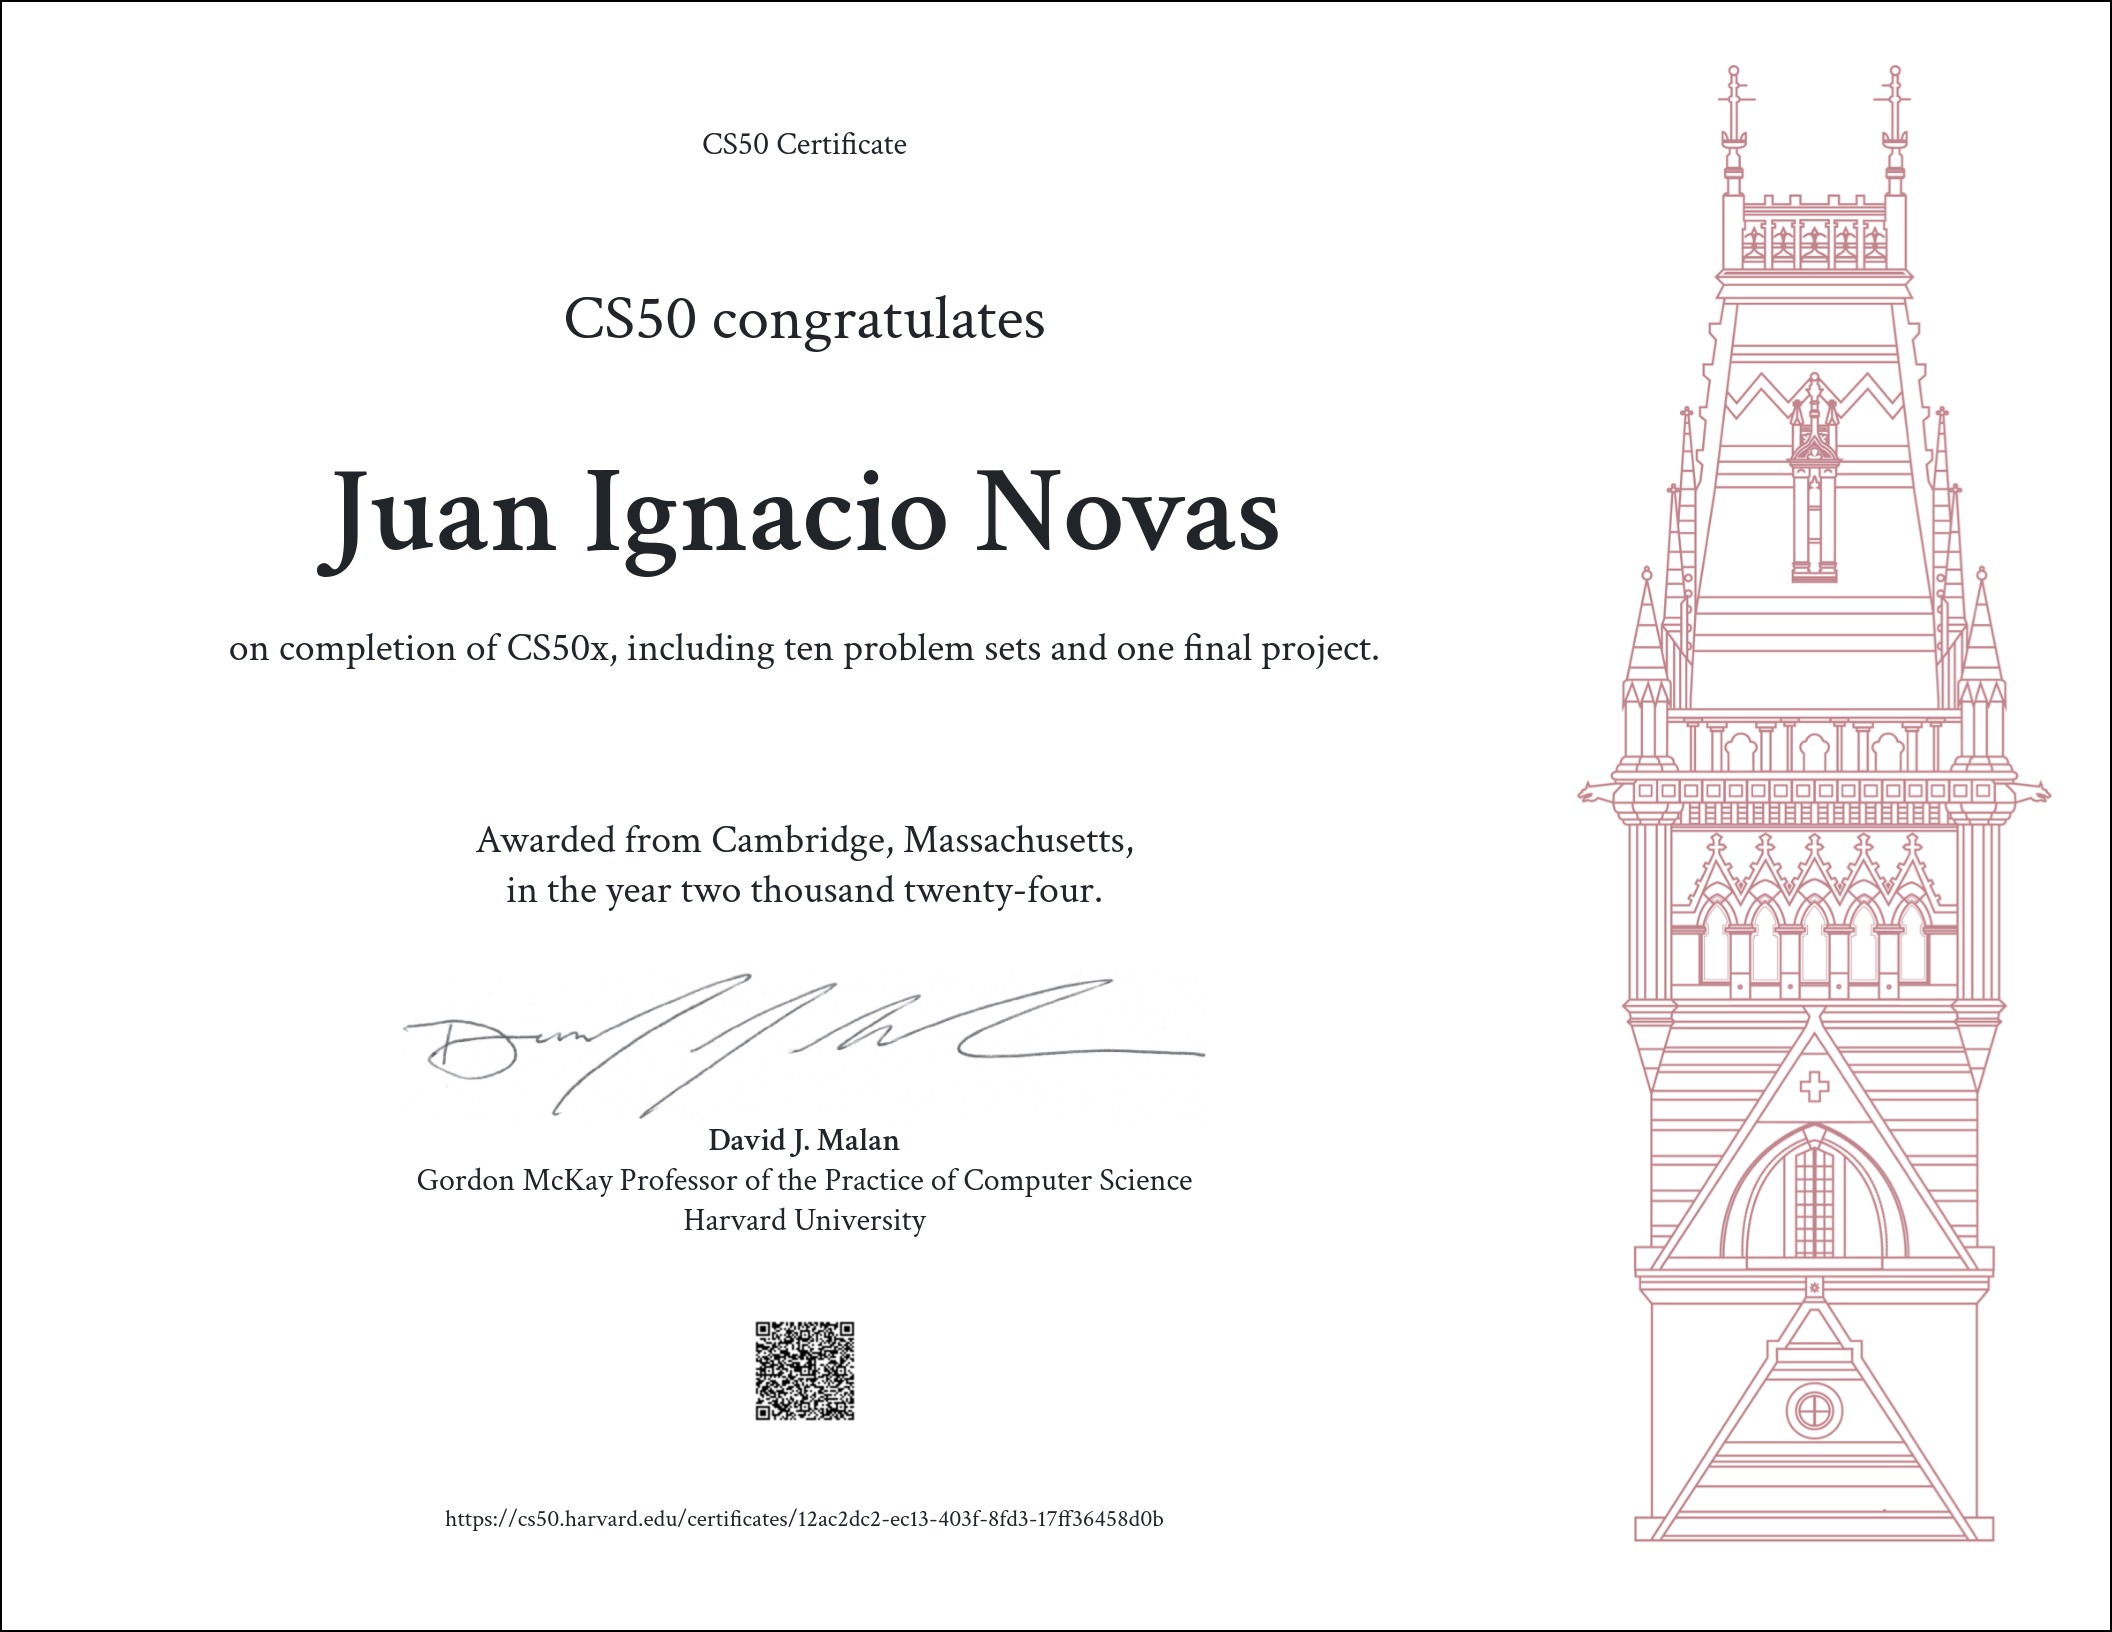 CS50 Certificate
CS50 congratulates
Juan Ignacio Novas
on completion of CS50x, including ten problem sets and one final project.
Awarded from Cambridge, Massachusetts,
in the year two thousand twenty-four.
David J. Malan
Gordon McKay Professor of the Practice of Computer Science
Harvard University
https://cs50.harvard.edu/certificates/12ac2dc2-ec13-403f-8fd3-17ff36458d0b